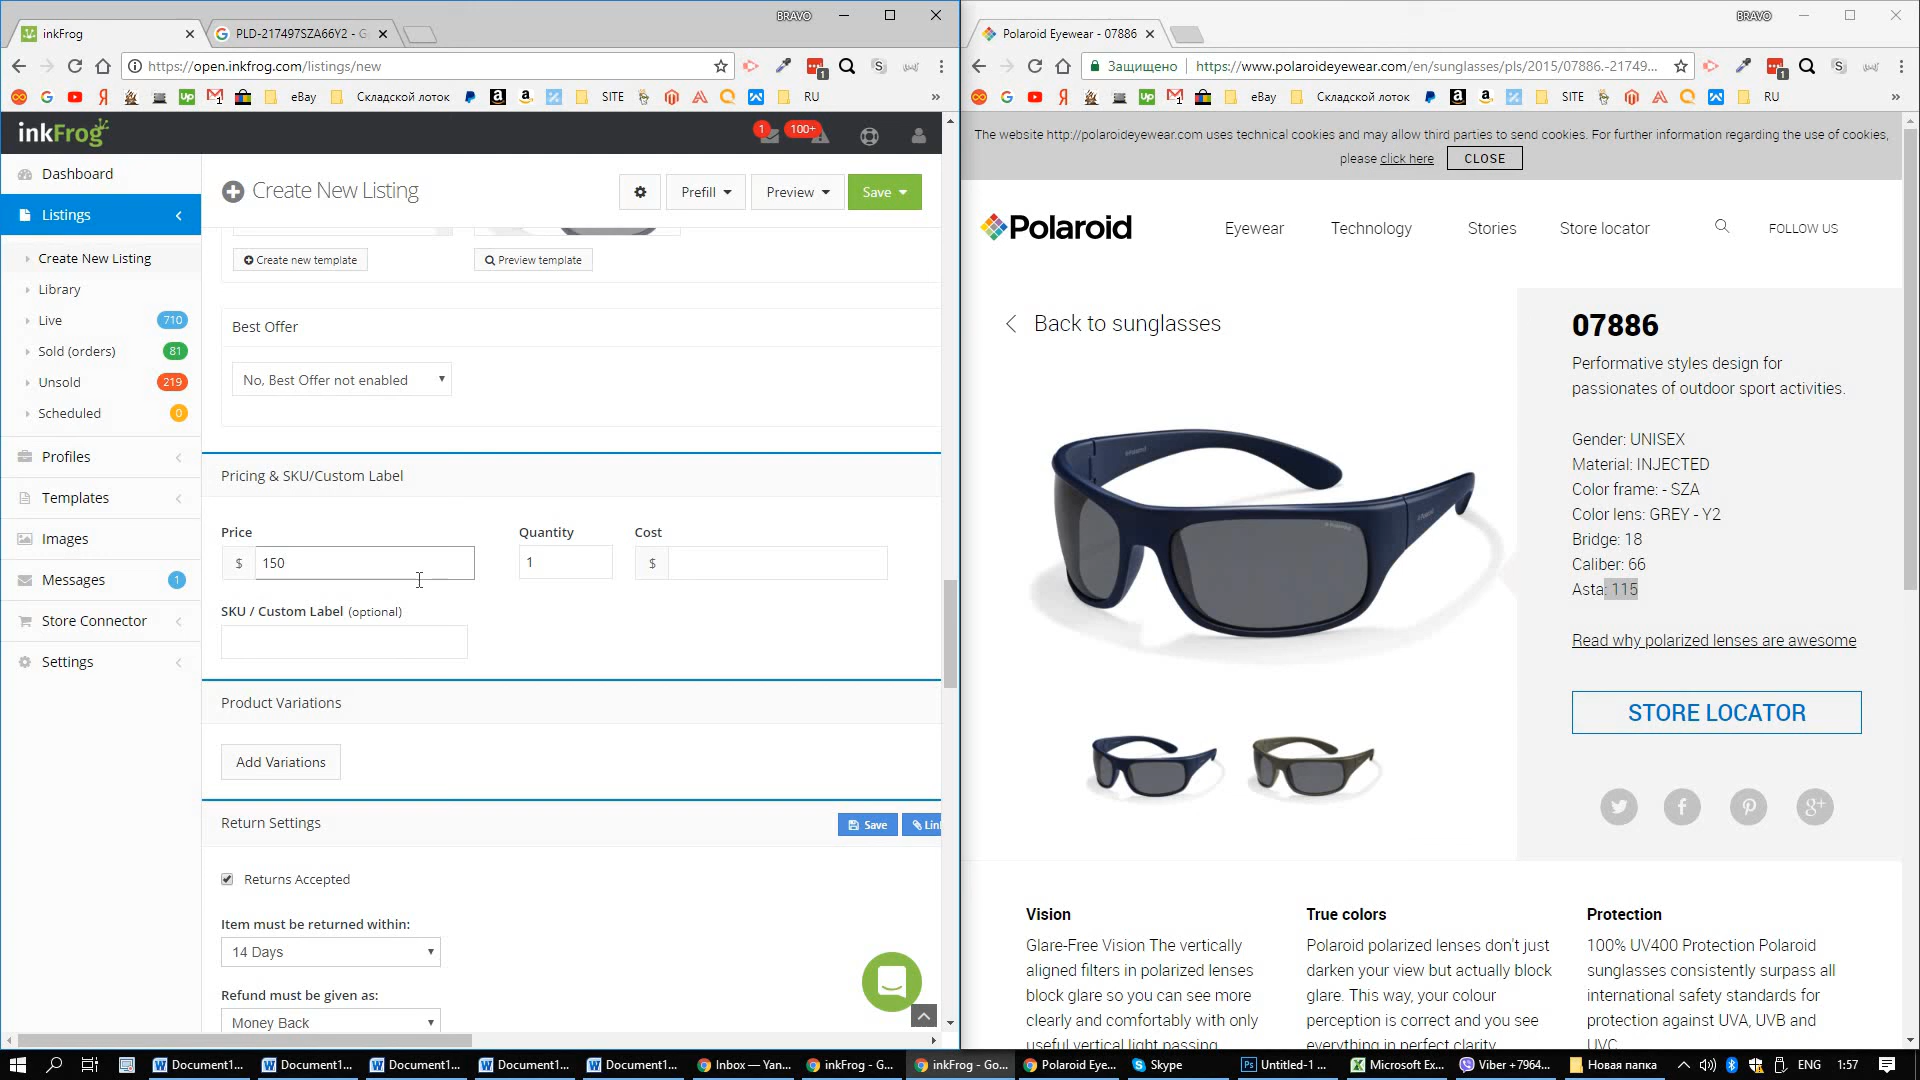 BRAVO
inkFrog
PLD-217497SZA66Y2 - G
https://open.inkfrog.com/listings/new
1
eBay
Складской лоток
SITE
RU
»
inkFrog
1
100+
Dashboard
Listings
Create New Listing
Library
Live 710
Sold (orders) 81
Unsold 219
Scheduled 0
Profiles
Templates
Images
Messages 1
Store Connector
Settings
Create New Listing
Prefill
Preview
Save
Create new template
Preview template
Best Offer
No, Best Offer not enabled
Pricing & SKU/Custom Label
Price
Quantity
Cost
$ 150
1
$
SKU / Custom Label (optional)
Product Variations
Add Variations
Return Settings
Save
Lin
Returns Accepted
Item must be returned within:
14 Days
Refund must be given as:
Money Back
BRAVO
Polaroid Eyewear - 07886
Защищено
https://www.polaroideyewear.com/en/sunglasses/pls/2015/07886.-21749...
1
eBay
Складской лоток
SITE
RU
»
The website http://polaroideyewear.com uses technical cookies and may allow third parties to send cookies. For further information regarding the use of cookies,
please click here
CLOSE
Polaroid
Eyewear
Technology
Stories
Store locator
FOLLOW US
Back to sunglasses
07886
Performative styles design for
passionates of outdoor sport activities.
Gender: UNISEX
Material: INJECTED
Color frame: - SZA
Color lens: GREY - Y2
Bridge: 18
Caliber: 66
Asta: 115
Read why polarized lenses are awesome
STORE LOCATOR
Vision
Glare-Free Vision The vertically
aligned filters in polarized lenses
block glare so you can see more
clearly and comfortably with only
useful vertical light passing
True colors
Polaroid polarized lenses don't just
darken your view but actually block
glare. This way, your colour
perception is correct and you see
everything in perfect clarity
Protection
100% UV400 Protection Polaroid
sunglasses consistently surpass all
international safety standards for
protection against UVA, UVB and
UVC
Document1...
Document1...
Document1...
Document1...
Document1...
Inbox — Yan...
inkFrog - G...
inkFrog - Go...
Polaroid Eye...
Skype
Untitled-1 ...
Microsoft Ex...
Viber +7964...
Новая папка
ENG
1:57